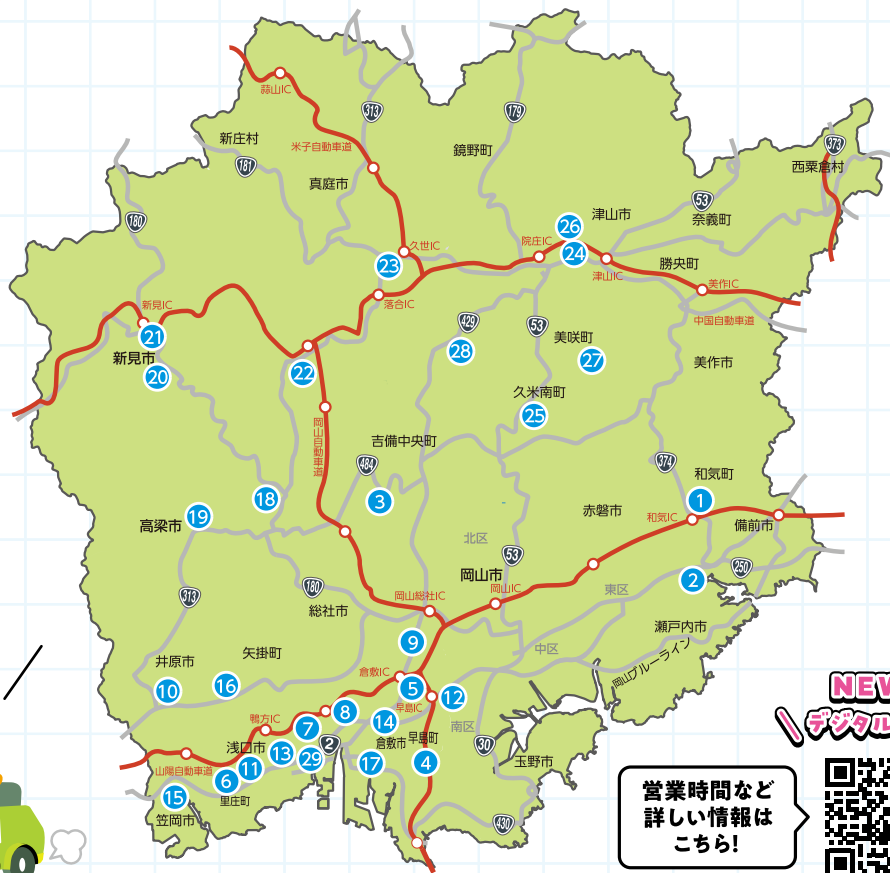 蒜山IC
313
179
新庄村
米子自動車道
鏡野町
373
西粟倉村
181
真庭市
53
180
26
津山市
奈義町
久世IC
院庄IC
24
23
津山IC
勝央町
落合IC
美作IC
新見IC
429
53
中国自動車道
21
28
美咲町
新見市
27
美作市
20
22
久米南町
25
岡山自動車道
吉備中央町
484
374
和気町
18
3
1
19
赤磐市
和気IC
高梁市
備前市
北区
53
岡山市
250
2
180
岡山IC
東区
313
岡山総社IC
総社市
瀬戸内市
9
中区
矢掛町
岡山ブルーライン
井原市
倉敷IC
16
5
10
12
早島IC
NEW
鴨方IC
8
14
7
デジタル
南区
2
倉敷市
早島町
30
浅口市
13
29
17
4
玉野市
山陽自動車道
11
6
15
里庄町
笠岡市
430
営業時間など
詳しい情報は
こちら!